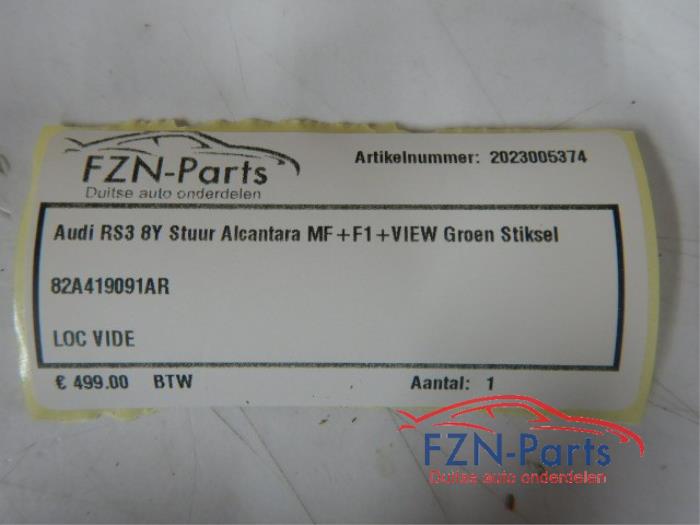 FZN-Parts
Duitse auto onderdelen
Artikelnummer: 2023005374
Audi RS3 8Y Stuur Alcantara MF+F1+VIEW Groen Stiksel
82A419091AR
LOC VIDE
€ 499.00 BTW
Aantal: 1
FZN-Parts
Duitse auto onderdelen